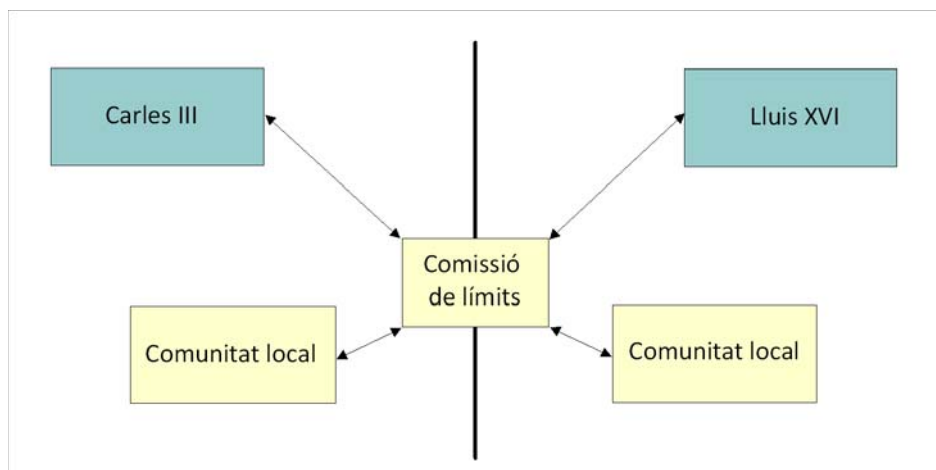 Carles III
Lluis XVI
Comissió
de límits
Comunitat local
Comunitat local